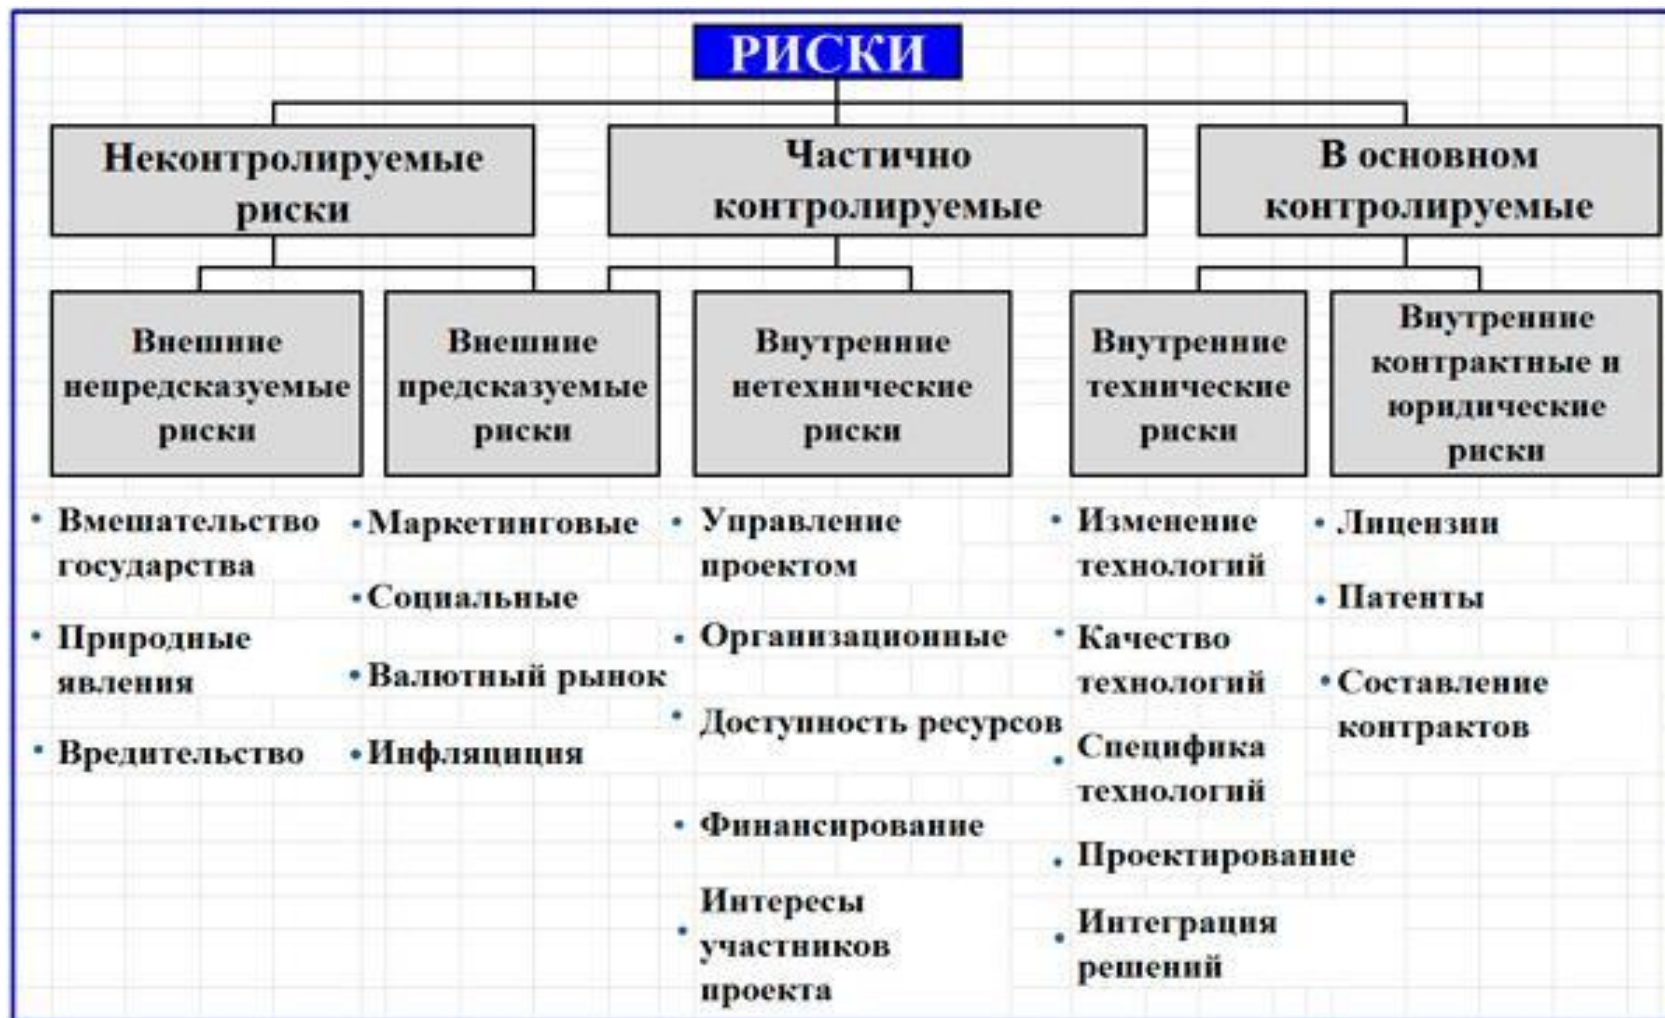 РИСКИ
Неконтролируемые
риски
Частично
контролируемые
В основном
контролируемые
Внешние
непредсказуемые
риски
Внешние
предсказуемые
риски
Внутренние
нетехнические
риски
Внутренние
технические
риски
Внутренние
контрактные и
юридические
риски
• Вмешательство
государства
• Природные
явления
• Вредительство
• Маркетинговые
• Социальные
• Валютный рынок
• Инфляциция
• Управление
проектом
• Организационные
• Доступность ресурсов
• Финансирование
• Интересы
участников
проекта
• Изменение
технологий
• Качество
технологий
• Специфика
технологий
• Проектирование
• Интеграция
решений
• Лицензии
• Патенты
• Составление
контрактов